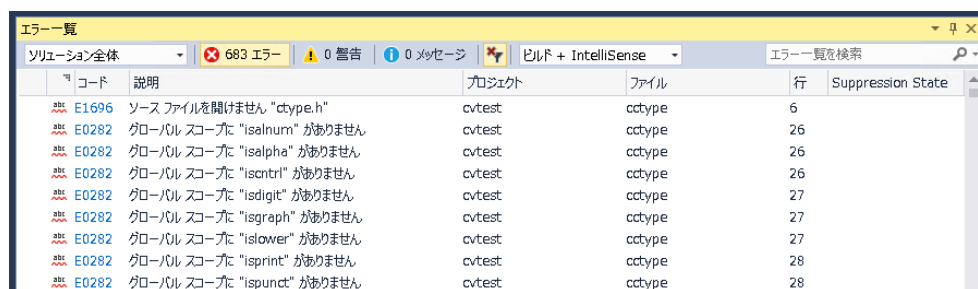 エラー一覧
ソリューション全体 683 エラー 0 警告 0 メッセージ ビルド + IntelliSense エラー一覧を検索
コード 説明 プロジェクト ファイル 行 Suppression State
abc E1696 ソース ファイルを開けません "ctype.h" cvtest cctype 6
abc E0282 グローバル スコープに "isalnum" がありません cvtest cctype 26
abc E0282 グローバル スコープに "isalpha" がありません cvtest cctype 26
abc E0282 グローバル スコープに "iscntrl" がありません cvtest cctype 26
abc E0282 グローバル スコープに "isdigit" がありません cvtest cctype 27
abc E0282 グローバル スコープに "isgraph" がありません cvtest cctype 27
abc E0282 グローバル スコープに "islower" がありません cvtest cctype 27
abc E0282 グローバル スコープに "isprint" がありません cvtest cctype 28
abc E0282 グローバル スコープに "ispunct" がありません cvtest cctype 28